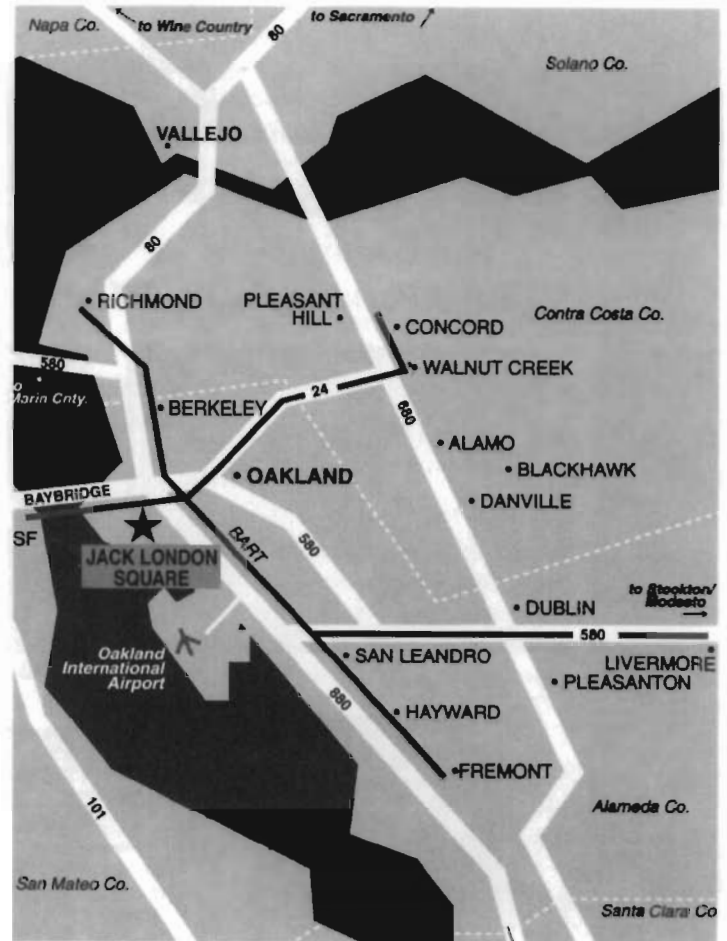 Napa Co.
to Wine Country
80
to Sacramento
Solano Co.
VALLEJO
80
RICHMOND
PLEASANT
HILL
CONCORD
Contra Costa Co.
580
WALNUT CREEK
Marin Cnty.
BERKELEY
24
680
ALAMO
OAKLAND
BLACKHAWK
BAYBRIDGE
DANVILLE
SF
BART
580
JACK LONDON
SQUARE
to Stockton/
Modesto
DUBLIN
580
Oakland
International
Airport
SAN LEANDRO
LIVERMORE
PLEASANTON
880
HAYWARD
FREMONT
101
Alameda Co.
San Mateo Co.
Santa Clara Co